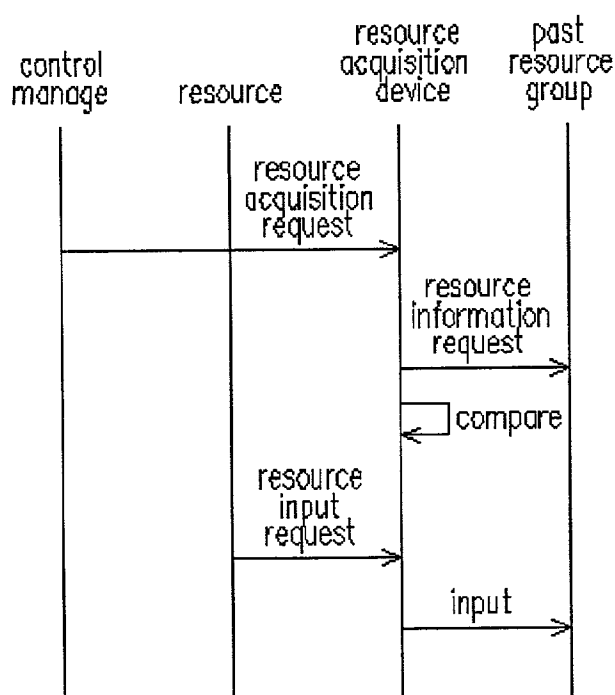 control
manage
resource
resource
acquisition
device
past
resource
group
resource
acquisition
request
resource
information
request
compare
resource
input
request
input